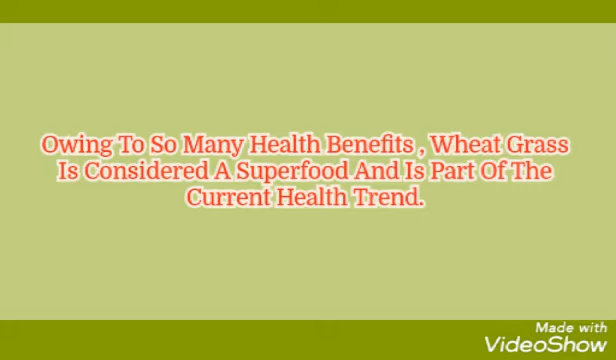 Owing To So Many Health Benefits , Wheat Grass
Is Considered A Superfood And Is Part Of The
Current Health Trend.
Made with
VideoShow